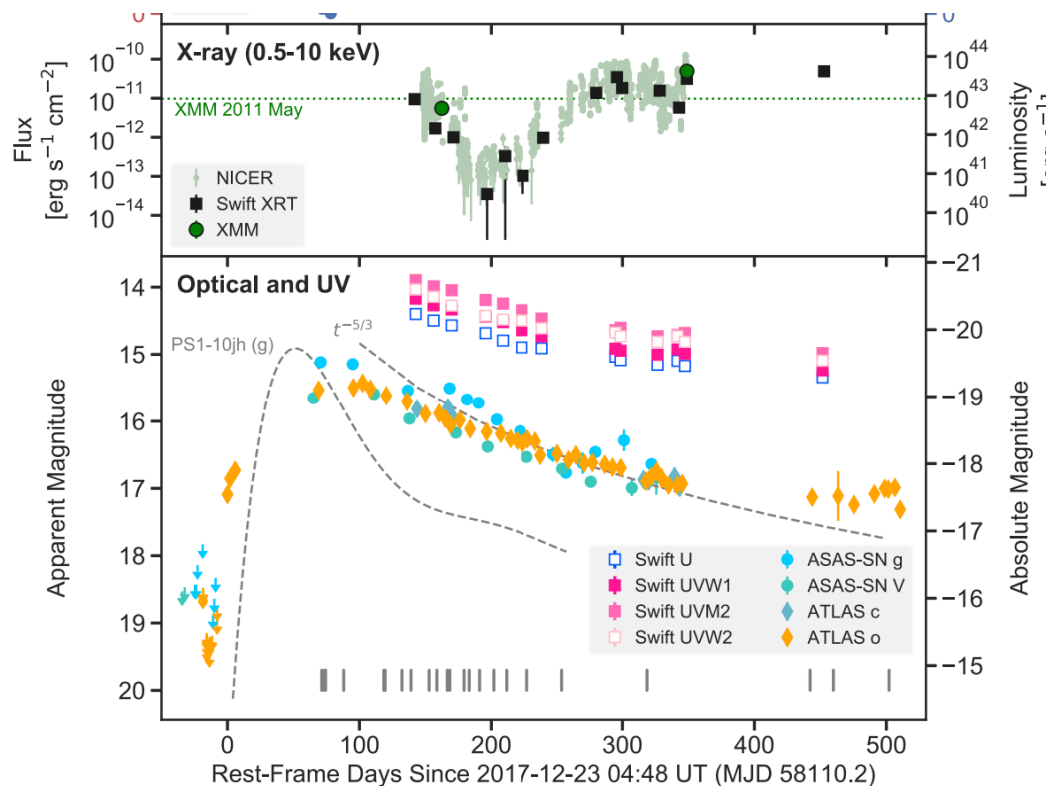 0
0
X-ray (0.5-10 keV)
10⁻¹⁰
10⁻¹¹
10⁻¹²
10⁻¹³
10⁻¹⁴
Flux
[erg s⁻¹ cm⁻²]
XMM 2011 May
NICER
Swift XRT
XMM
10⁴⁴
10⁴³
10⁴²
10⁴¹
10⁴⁰
Luminosity
Optical and UV
14
15
16
17
18
19
20
Apparent Magnitude
PS1-10jh (g)
t⁻⁵/³
−21
−20
−19
−18
−17
−16
−15
Absolute Magnitude
Swift U
Swift UVW1
Swift UVM2
Swift UVW2
ASAS-SN g
ASAS-SN V
ATLAS c
ATLAS o
0 100 200 300 400 500
Rest-Frame Days Since 2017-12-23 04:48 UT (MJD 58110.2)